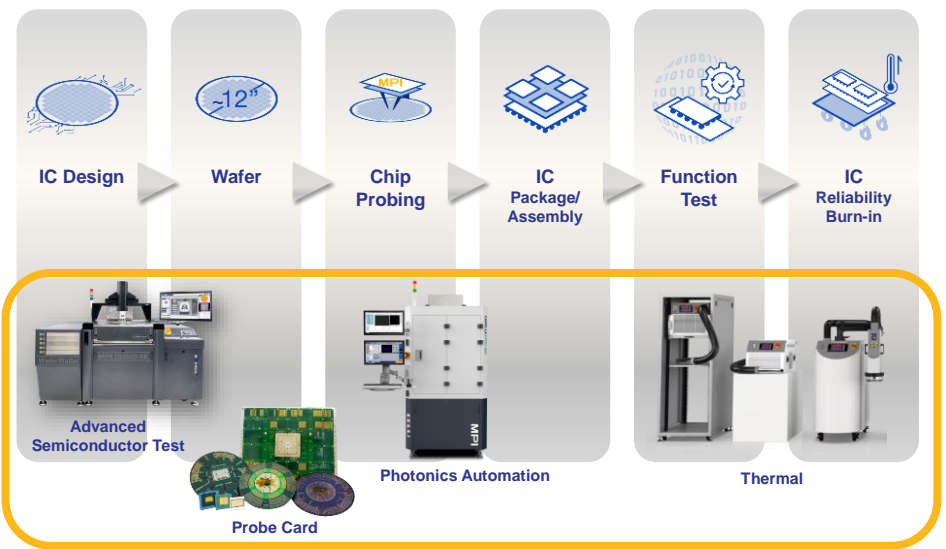 ~12”
MPI
IC Design
Wafer
Chip
Probing
IC
Package/
Assembly
Function
Test
IC
Reliability
Burn-in
Advanced
Semiconductor Test
MPI
Photonics Automation
Thermal
Probe Card